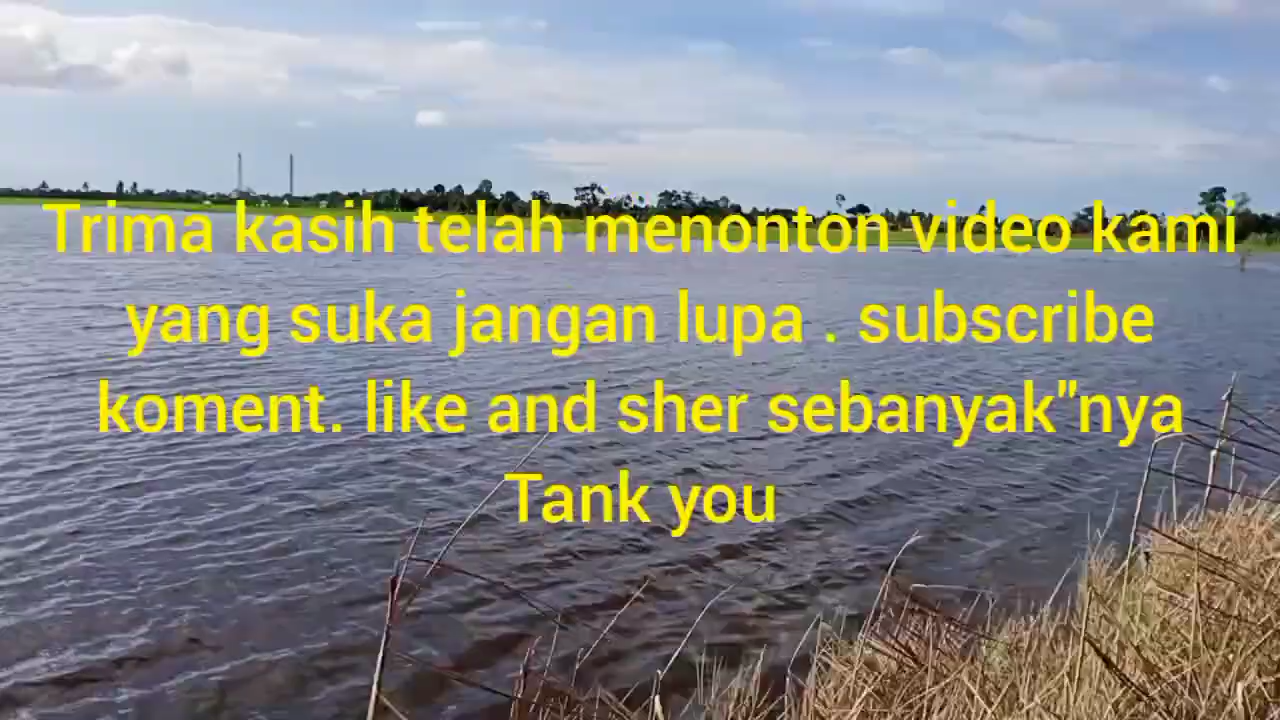 Trima kasih telah menonton video kami
yang suka jangan lupa . subscribe
koment. like and sher sebanyak"nya
Tank you